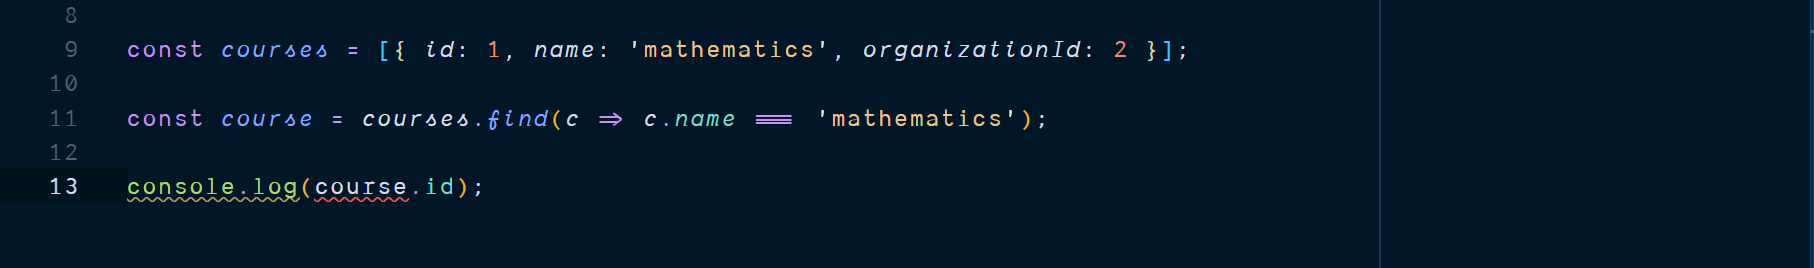 8
9 const courses = [{ id: 1, name: 'mathematics', organizationId: 2 }];
10
11 const course = courses.find(c => c.name === 'mathematics');
12
13 console.log(course.id);